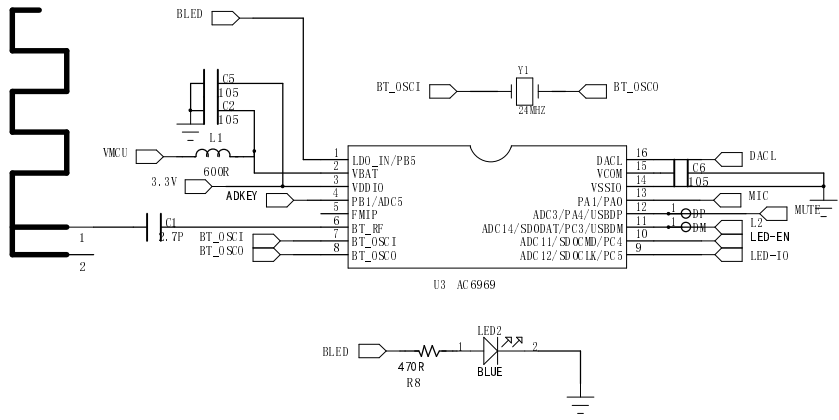 BLED
C5
105
C2
105
L1
VMCU
600R
3.3V
ADKEY
Y1
BT_OSCI
BT_OSCO
24MHZ
1
LDO_IN/PB5
2
VBAT
3
VDDIO
4
PB1/ADC5
5
FMIP
6
BT_RF
7
BT_OSCI
8
BT_OSCO
16
DACL
15
VCOM
14
VSSIO
13
PA1/PA0
12
ADC3/PA4/USBDP
11
ADC14/SDODAT/PC3/USBDM
10
ADC11/SDOCMD/PC4
9
ADC12/SDOCLK/PC5
DACL
C6
105
MIC
1
DP
MUTE
1
DM
L2
LED-EN
LED-IO
C1
2.7P
1
2
BT_OSCI
BT_OSCO
U3 AC6969
BLED
470R
R8
1
LED2
BLUE
2